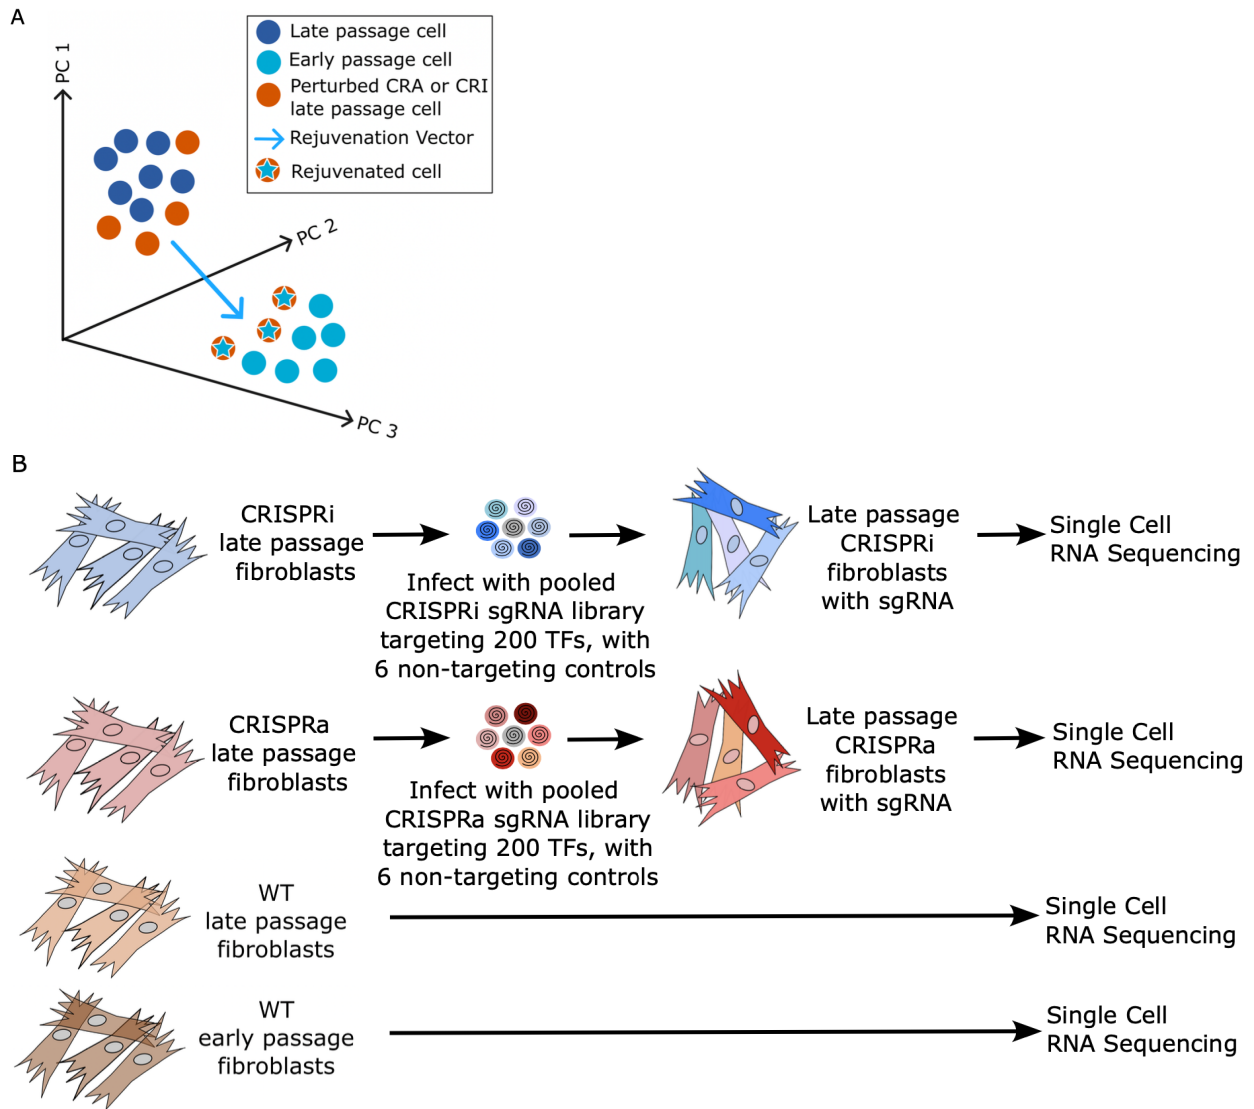 A
PC 1
Late passage cell
Early passage cell
Perturbed CRA or CRI
late passage cell
Rejuvenation Vector
Rejuvenated cell
PC 2
PC 3
B
CRISPRi
late passage
fibroblasts
Infect with pooled
CRISPRi sgRNA library
targeting 200 TFs, with
6 non-targeting controls
Late passage
CRISPRi
fibroblasts
with sgRNA
Single Cell
RNA Sequencing
CRISPRa
late passage
fibroblasts
Infect with pooled
CRISPRa sgRNA library
targeting 200 TFs, with
6 non-targeting controls
Late passage
CRISPRa
fibroblasts
with sgRNA
Single Cell
RNA Sequencing
WT
late passage
fibroblasts
Single Cell
RNA Sequencing
WT
early passage
fibroblasts
Single Cell
RNA Sequencing